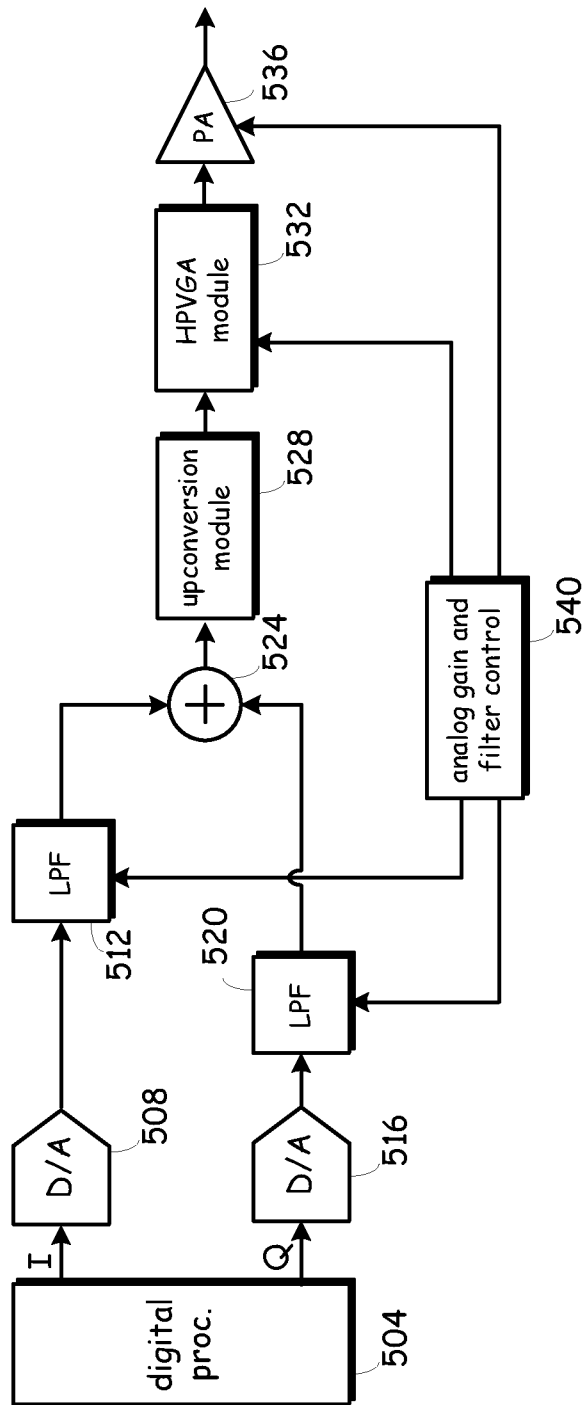 digital
proc.
504
I
D/A
508
LPF
512
Q
D/A
516
LPF
520
524
upconversion
module
528
HPVGA
module
532
PA
536
analog gain and
filter control
540